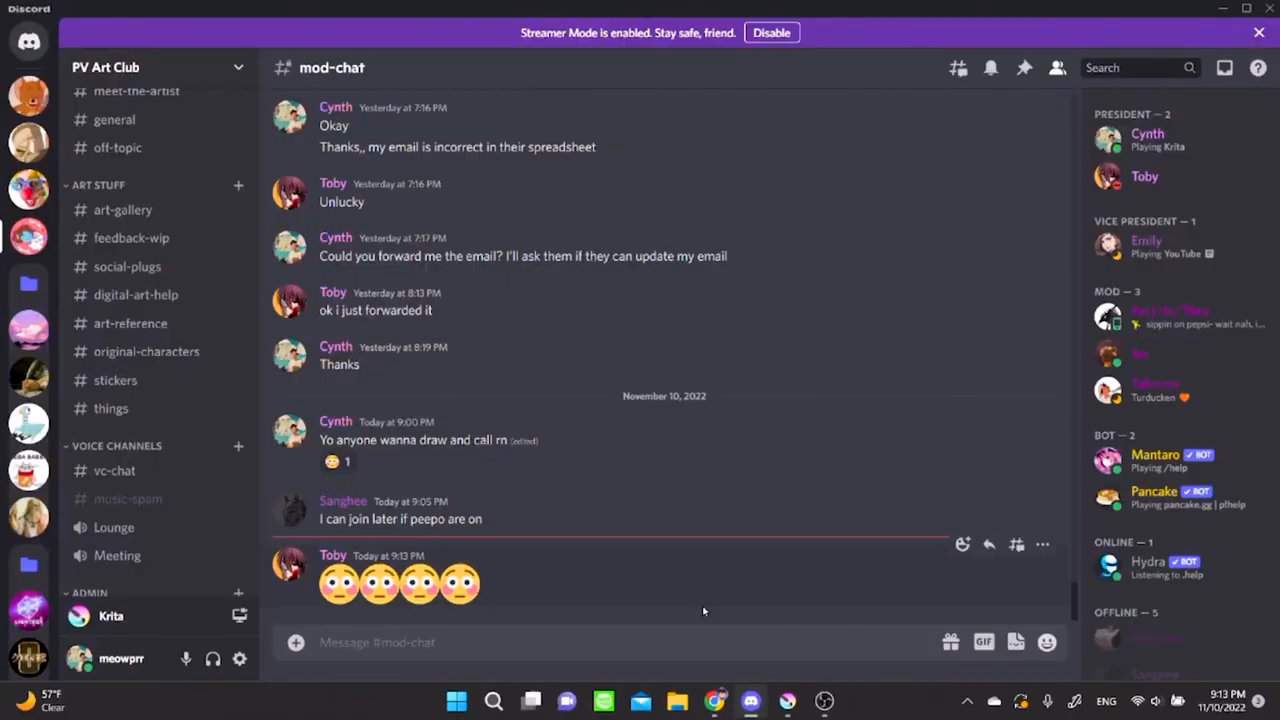 Discord
Streamer Mode is enabled. Stay safe, friend.
Disable
PV Art Club
meet-the-artist
general
off-topic
ART STUFF
art-gallery
feedback-wip
social-plugs
digital-art-help
art-reference
original-characters
stickers
things
VOICE CHANNELS
vc-chat
music-spam
Lounge
Meeting
ADMIN
Krita
meowprr
mod-chat
Search
Cynth Yesterday at 7:16 PM
Okay
Thanks,, my email is incorrect in their spreadsheet
Toby Yesterday at 7:16 PM
Unlucky
Cynth Yesterday at 7:17 PM
Could you forward me the email? I'll ask them if they can update my email
Toby Yesterday at 8:13 PM
ok i just forwarded it
Cynth Yesterday at 8:19 PM
Thanks
November 10, 2022
Cynth Today at 9:00 PM
Yo anyone wanna draw and call rn (edited)
1
Sanghee Today at 9:05 PM
I can join later if peepo are on
Toby Today at 9:13 PM
Message #mod-chat
GIF
PRESIDENT — 2
Cynth
Playing Krita
Toby
VICE PRESIDENT — 1
Emily
Playing YouTube
MOD — 3
sippin on pepsi- wait nah, i...
Turducken
BOT — 2
Mantaro BOT
Playing /help
Pancake BOT
Playing pancake.gg | p!help
ONLINE — 1
Hydra BOT
Listening to .help
OFFLINE — 5
Sanghee
57°F
Clear
ENG
9:13 PM
11/10/2022
3